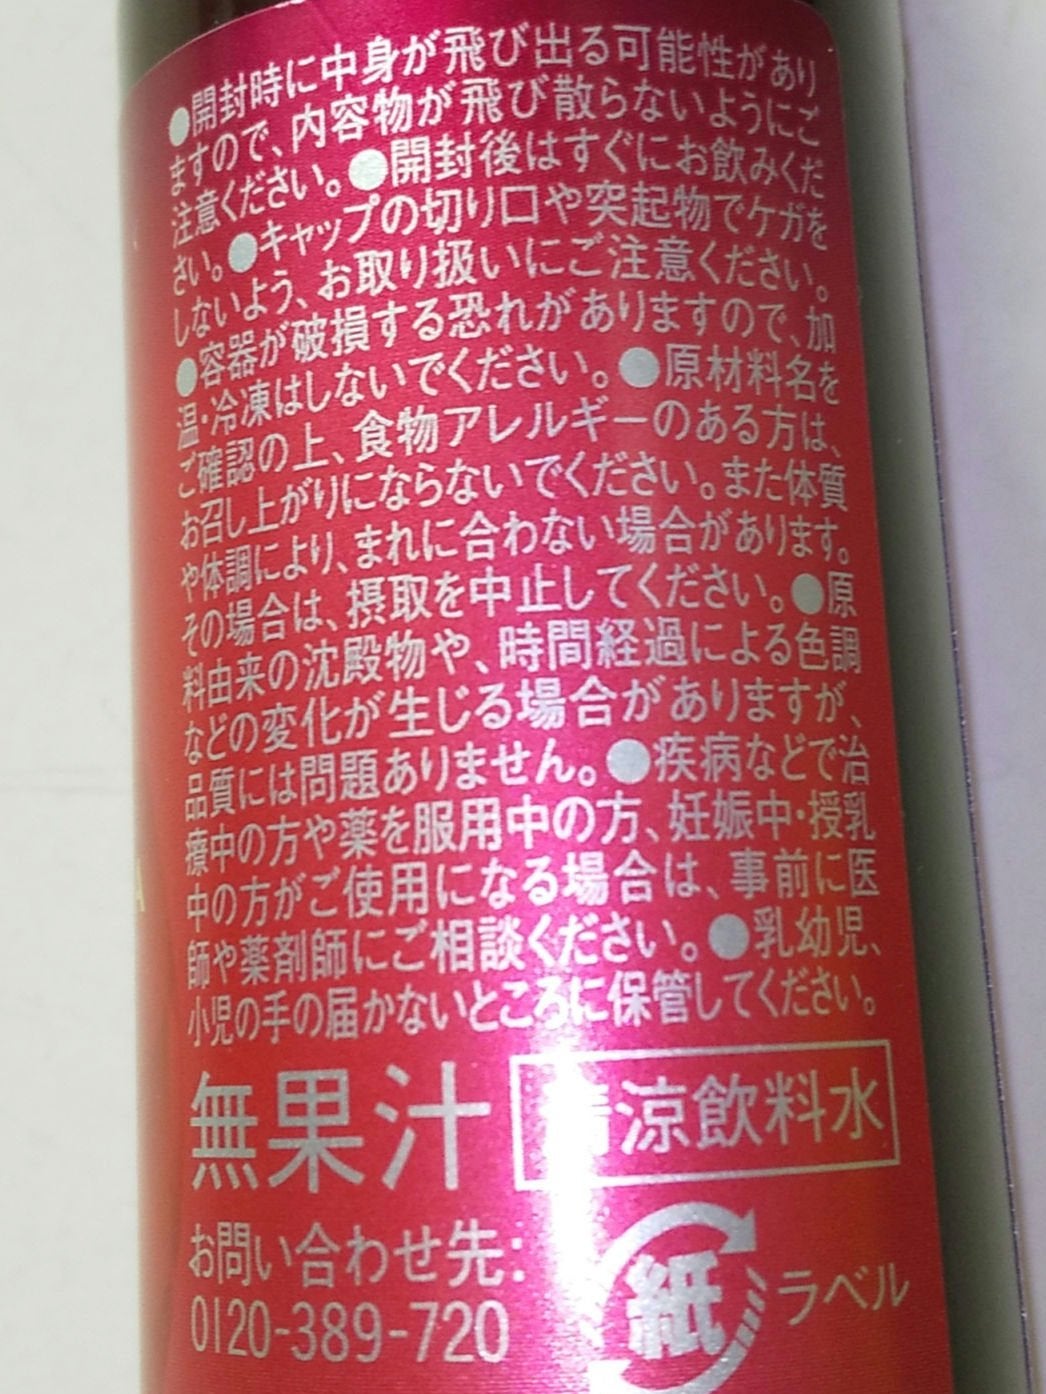 ●開封時に中身が飛び出る可能性があり
ますので、内容物が飛び散らないようにご
注意ください。●開封後はすぐにお飲みくだ
さい。●キャップの切り口や突起物でケガを
しないよう、お取り扱いにご注意ください。
●容器が破損する恐れがありますので、加
温・冷凍はしないでください。●原材料名を
ご確認の上、食物アレルギーのある方は、
お召し上がりにならないでください。また体質
や体調により、まれに合わない場合があります。
その場合は、摂取を中止してください。●原
料由来の沈殿物や、時間経過による色調
などの変化が生じる場合がありますが、
品質には問題ありません。●疾病などで治
療中の方や薬を服用中の方、妊娠中・授乳
中の方がご使用になる場合は、事前に医
師や薬剤師にご相談ください。●乳幼児、
小児の手の届かないところに保管してください。
無果汁 清涼飲料水
お問い合わせ先:
0120-389-720
紙 ラベル